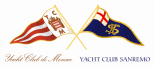 Yacht Club de Monaco YACHT CLUB SANREMO